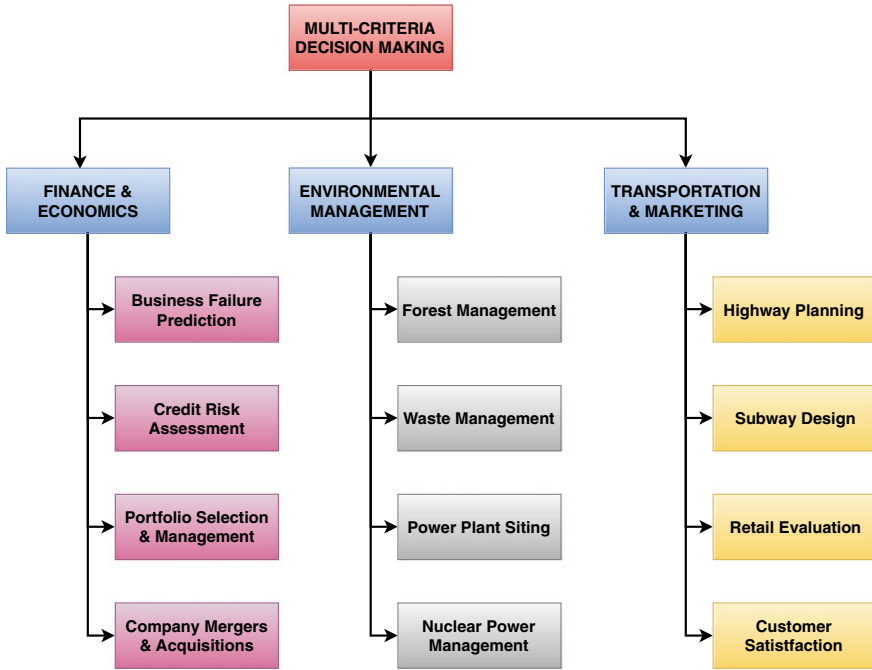 MULTI-CRITERIA
DECISION MAKING
FINANCE &
ECONOMICS
ENVIRONMENTAL
MANAGEMENT
TRANSPORTATION
& MARKETING
Business Failure
Prediction
Credit Risk
Assessment
Portfolio Selection
& Management
Company Mergers
& Acquisitions
Forest Management
Waste Management
Power Plant Siting
Nuclear Power
Management
Highway Planning
Subway Design
Retail Evaluation
Customer
Satistfaction